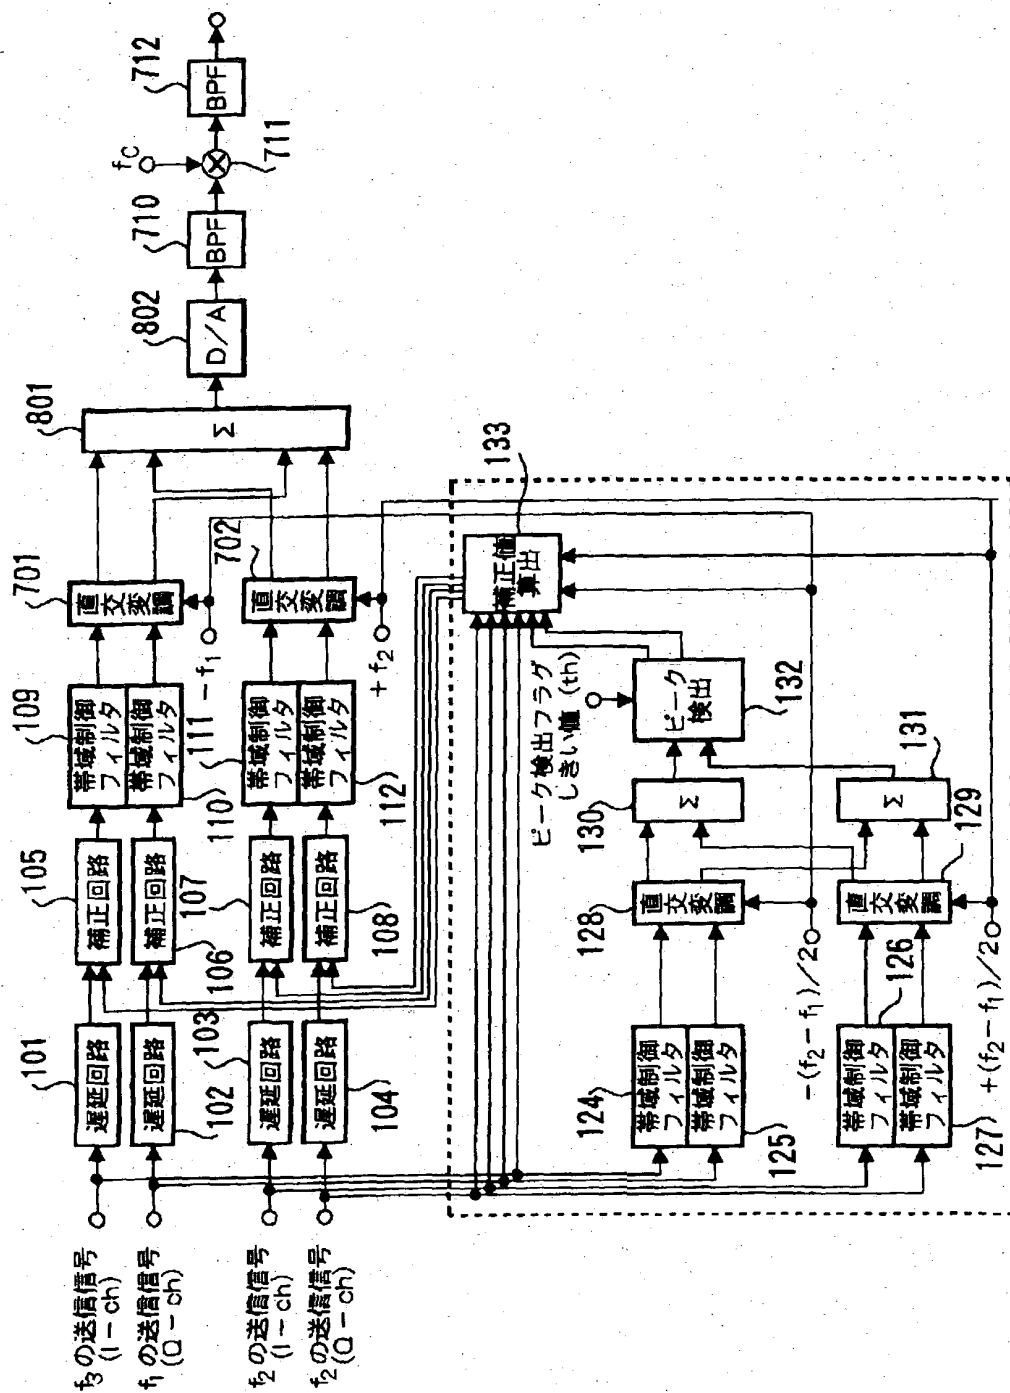 f3の送信信号
(I-ch)
f1の送信信号
(Q-ch)
f2の送信信号
(I-ch)
f2の送信信号
(Q-ch)
101
遅延回路
遅延回路
102
103
遅延回路
遅延回路
104
105
補正回路
補正回路
106
107
補正回路
補正回路
108
109
帯域制御
フィルタ
帯域制御
フィルタ
110
111
帯域制御
フィルタ
帯域制御
フィルタ
112
701
直交変調
-f1
702
直交変調
+f2
801
Σ
802
D/A
710
BPF
fC
711
712
BPF
124
帯域制御
フィルタ
帯域制御
フィルタ
125
126
帯域制御
フィルタ
帯域制御
フィルタ
127
128
直交変調
-(f2-f1)/2
129
直交変調
+(f2-f1)/2
130
Σ
131
Σ
ピーク検出フラグ
しきい値(th)
ピーク
検出
132
133
補正値
算出